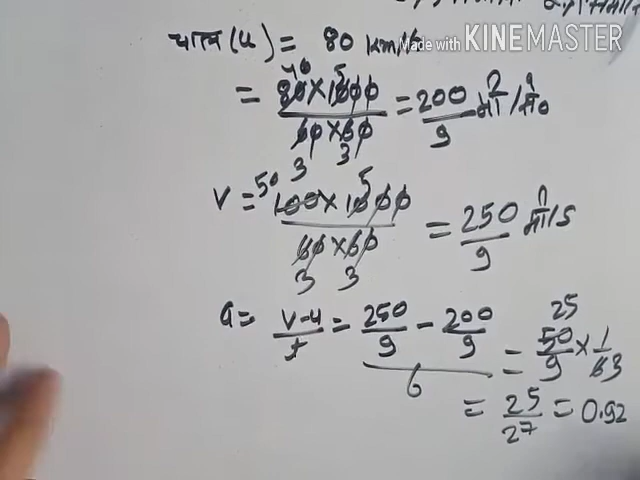 चाल (u) = 80 km/h
Made with KINEMASTER
= 80×1000 / 60×60 = 200/9 मी/से
V = 100×1000 / 60×60 = 250/9 मी/s
a = v-u / t = 250/9 - 200/9 / 6 = 50/9 × 1/6
= 25/27 = 0.92